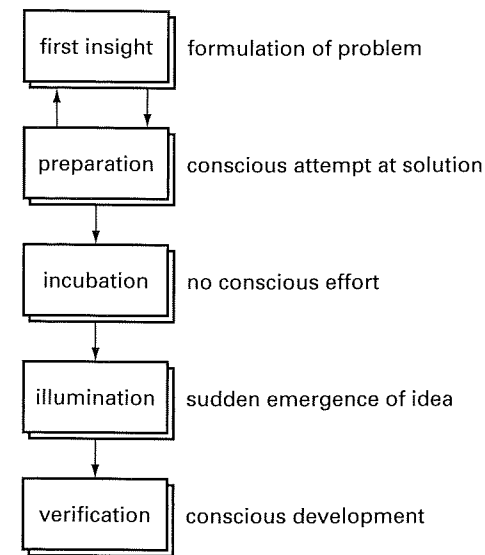 first insight formulation of problem
preparation conscious attempt at solution
incubation no conscious effort
illumination sudden emergence of idea
verification conscious development